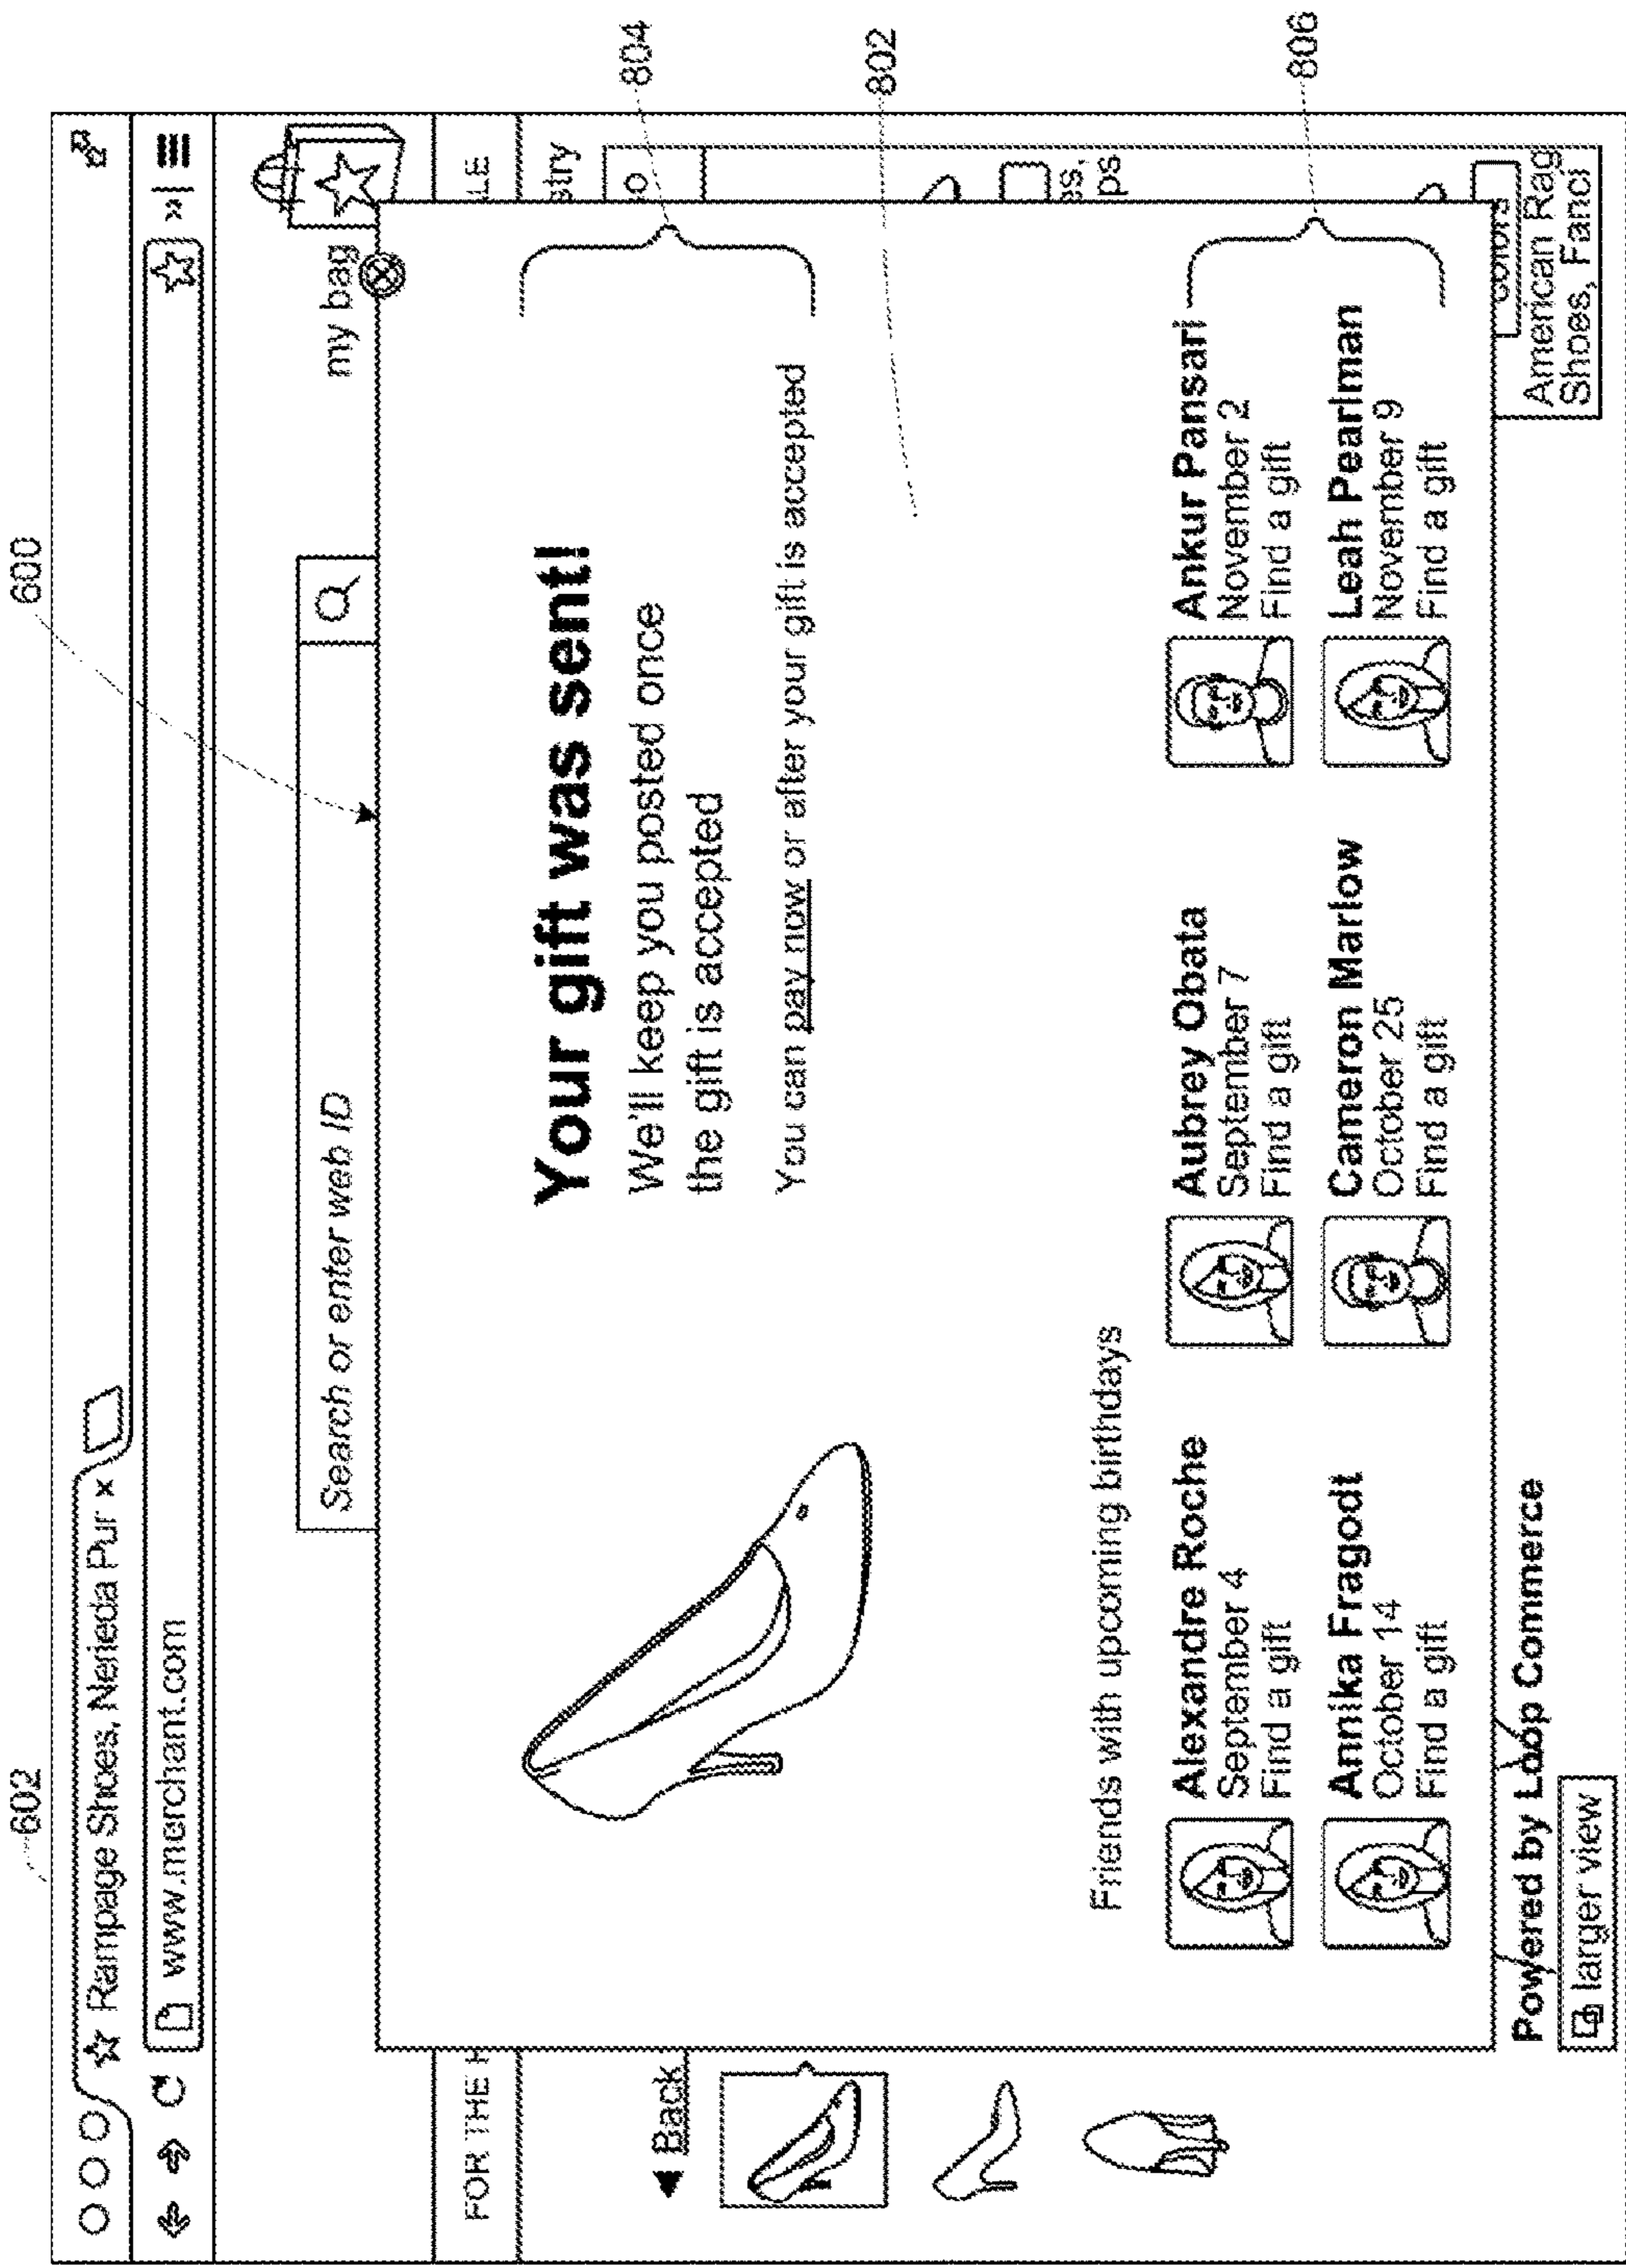 602
600
Rampage Shoes, Nerieda Pur ×
www.merchant.com
Search or enter web ID
my bag
FOR THE H
LE
stry
Back
Your gift was sent!
We'll keep you posted once
the gift is accepted
You can pay now or after your gift is accepted
804
802
ss,
ps
Friends with upcoming birthdays
Alexandre Roche
September 4
Find a gift
Aubrey Obata
September 7
Find a gift
Ankur Pansari
November 2
Find a gift
806
Annika Fragodt
October 14
Find a gift
Cameron Marlow
October 25
Find a gift
Leah Pearlman
November 9
Find a gift
Powered by Loop Commerce
larger view
American Rag
Shoes, Fanci